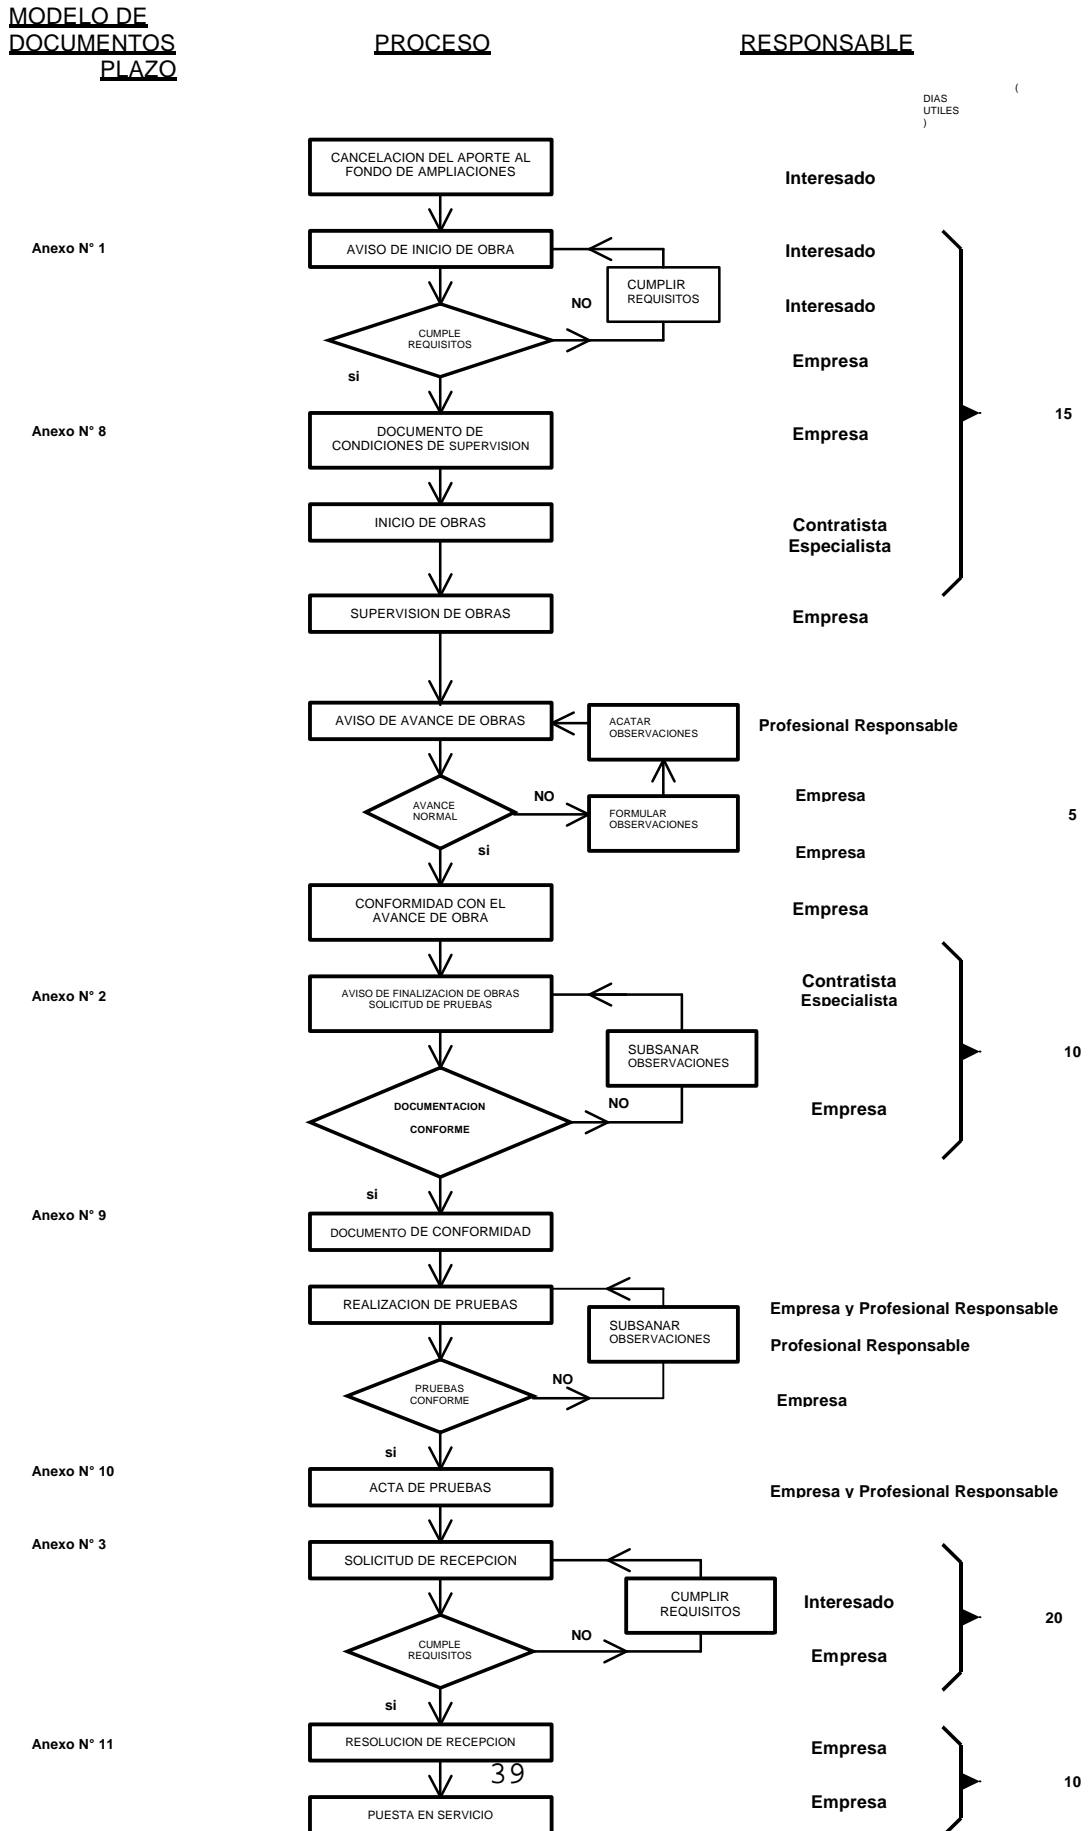 MODELO DE
DOCUMENTOS PROCESO RESPONSABLE
PLAZO
(
DIAS
UTILES
)
CANCELACION DEL APORTE AL
FONDO DE AMPLIACIONES
Interesado
Anexo N° 1
AVISO DE INICIO DE OBRA
Interesado
CUMPLIR
REQUISITOS
NO
Interesado
CUMPLE
REQUISITOS
Empresa
si
15
Anexo N° 8
DOCUMENTO DE
CONDICIONES DE SUPERVISION
Empresa
INICIO DE OBRAS
Contratista
Especialista
SUPERVISION DE OBRAS
Empresa
AVISO DE AVANCE DE OBRAS
ACATAR
OBSERVACIONES
Profesional Responsable
AVANCE
NORMAL
NO
FORMULAR
OBSERVACIONES
Empresa
5
si
Empresa
CONFORMIDAD CON EL
AVANCE DE OBRA
Empresa
Anexo N° 2
AVISO DE FINALIZACION DE OBRAS
SOLICITUD DE PRUEBAS
Contratista
Especialista
SUBSANAR
OBSERVACIONES
10
DOCUMENTACION
CONFORME
NO
Empresa
si
Anexo N° 9
DOCUMENTO DE CONFORMIDAD
REALIZACION DE PRUEBAS
Empresa y Profesional Responsable
SUBSANAR
OBSERVACIONES
Profesional Responsable
PRUEBAS
CONFORME
NO
Empresa
si
Anexo N° 10
ACTA DE PRUEBAS
Empresa y Profesional Responsable
Anexo N° 3
SOLICITUD DE RECEPCION
CUMPLIR
REQUISITOS
Interesado
20
CUMPLE
REQUISITOS
NO
Empresa
si
Anexo N° 11
RESOLUCION DE RECEPCION
Empresa
39
10
PUESTA EN SERVICIO
Empresa